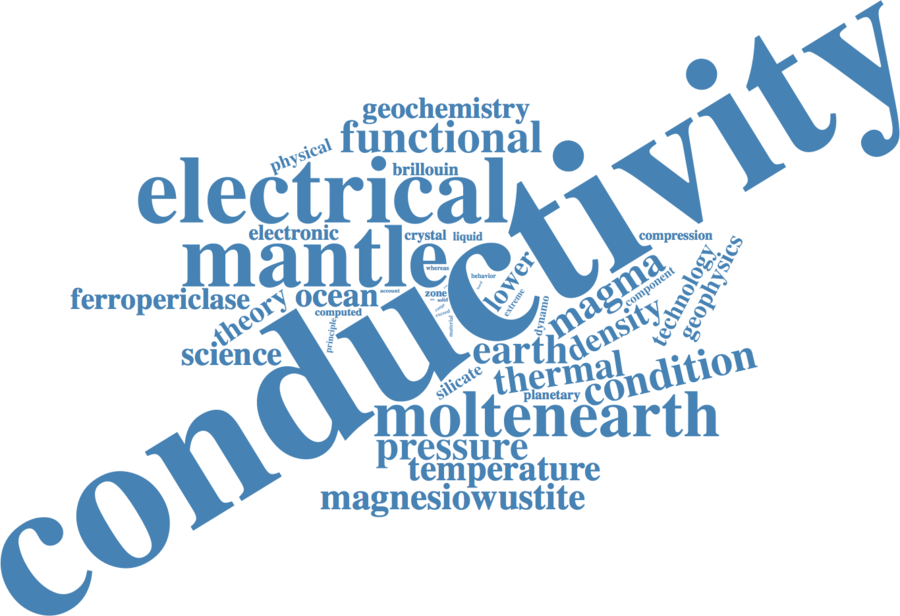 conductivity
geochemistry
functional
physical
brillouin
electrical
electronic
crystal
liquid
compression
mantle
whereas
behavior
lower
technology
geophysics
magma
component
ferropericlase
theory
ocean
account
zone
solid
extreme
computed
dynamo
density
principle
material
science
earth
thermal
condition
silicate
planetary
moltenearth
pressure
temperature
magnesiowustite